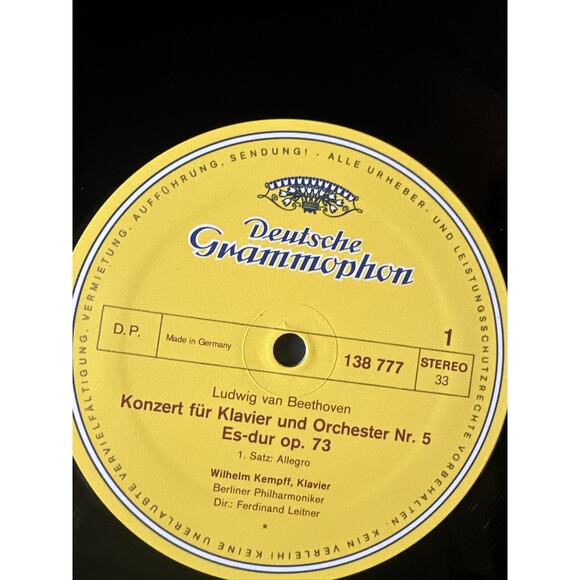 KEINE UNERLAUBTE VERVIELFÄLTIGUNG, VERMIETUNG, AUFFÜHRUNG, SENDUNG! · ALLE URHEBER- UND LEISTUNGSSCHUTZRECHTE VORBEHALTEN. KEIN VERLEIH!
Deutsche
Grammophon
1
D.P.
Made in Germany
138 777
STEREO
33
Ludwig van Beethoven
Konzert für Klavier und Orchester Nr. 5
Es-dur op. 73
1. Satz: Allegro
Wilhelm Kempff, Klavier
Berliner Philharmoniker
Dir.: Ferdinand Leitner
*